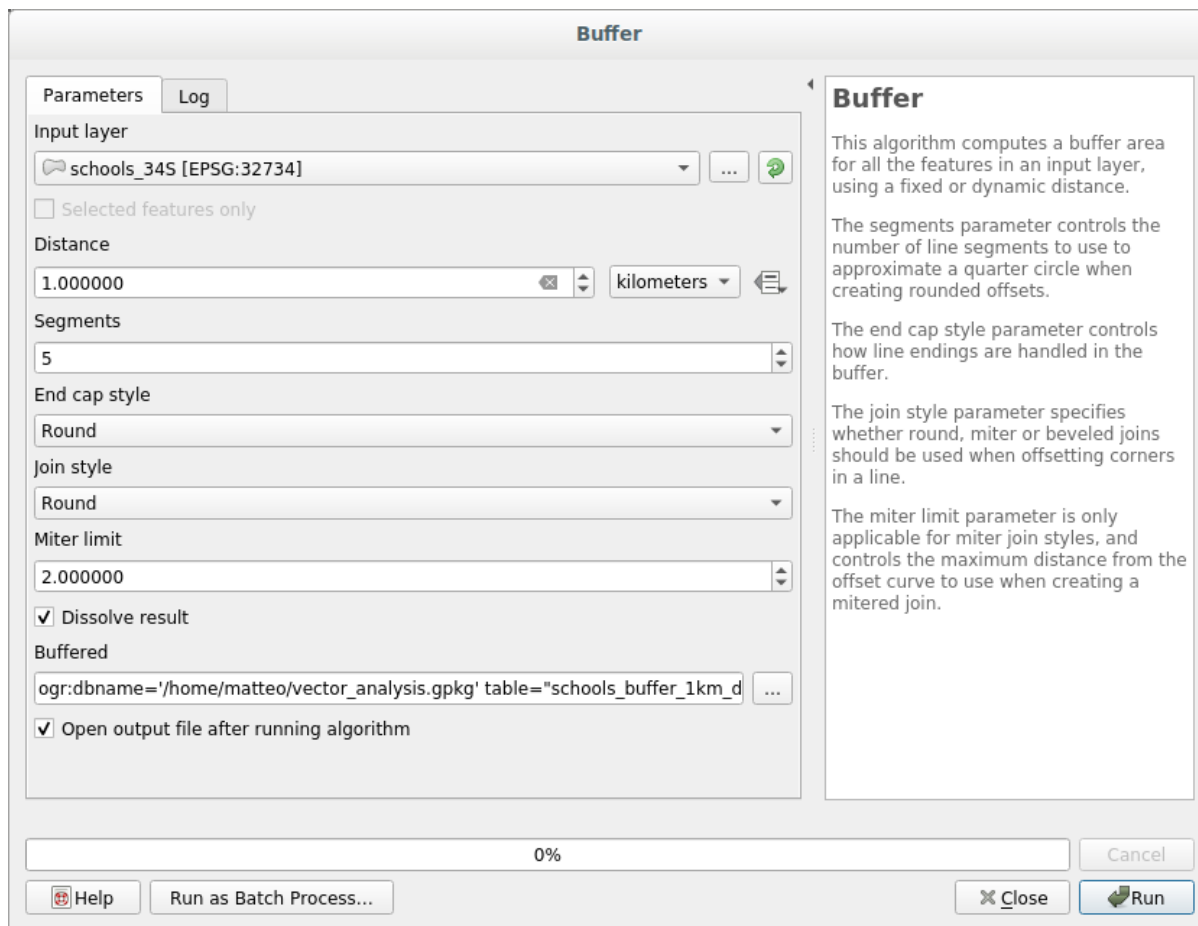 Buffer
Parameters
Log
Input layer
schools_34S [EPSG:32734]
...
Selected features only
Distance
1.000000
kilometers
Segments
5
End cap style
Round
Join style
Round
Miter limit
2.000000
Dissolve result
Buffered
ogr:dbname='/home/matteo/vector_analysis.gpkg' table="schools_buffer_1km_d
...
Open output file after running algorithm
Buffer
This algorithm computes a buffer area
for all the features in an input layer,
using a fixed or dynamic distance.
The segments parameter controls the
number of line segments to use to
approximate a quarter circle when
creating rounded offsets.
The end cap style parameter controls
how line endings are handled in the
buffer.
The join style parameter specifies
whether round, miter or beveled joins
should be used when offsetting corners
in a line.
The miter limit parameter is only
applicable for miter join styles, and
controls the maximum distance from the
offset curve to use when creating a
mitered join.
0%
Cancel
Help
Run as Batch Process...
Close
Run